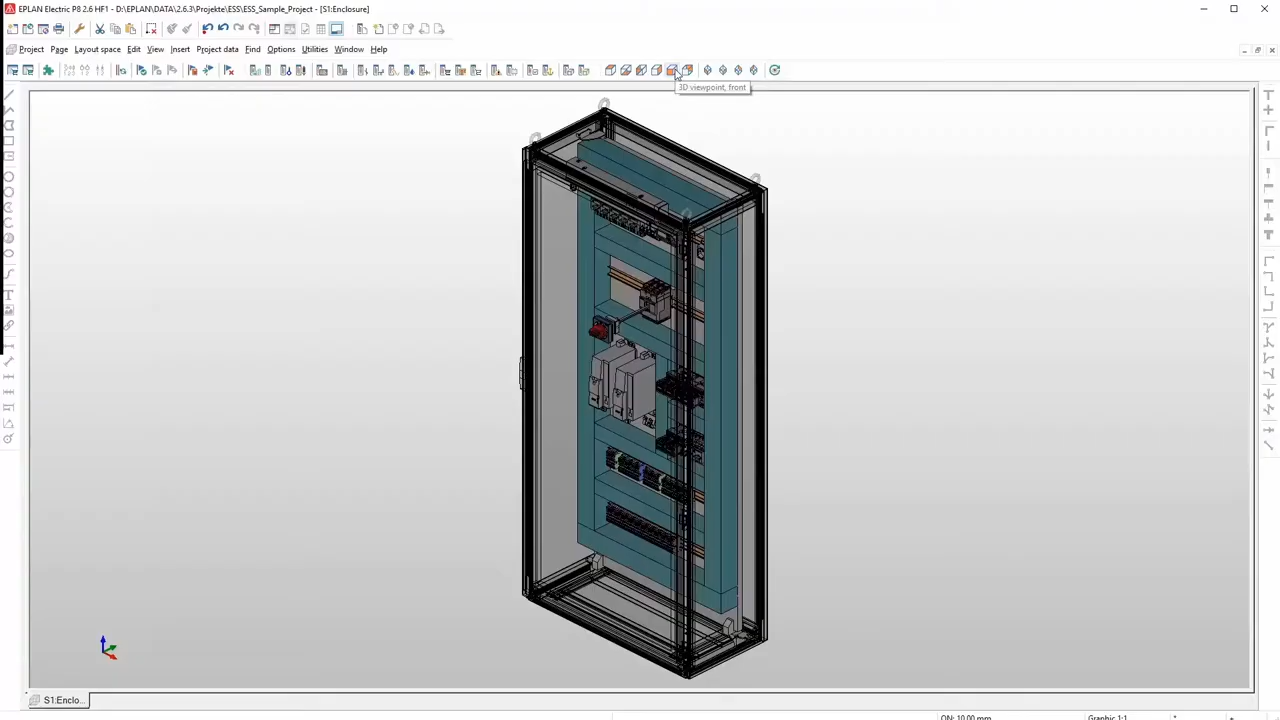 EPLAN Electric P8 2.6 HF1 - D:\EPLAN\DATA\2.6.3\Projekte\ESS\ESS_Sample_Project - [S1:Enclosure]
Project Page Layout space Edit View Insert Project data Find Options Utilities Window Help
3D viewpoint, front
S1:Enclo...
ON: 10.00 mm Graphic 1:1